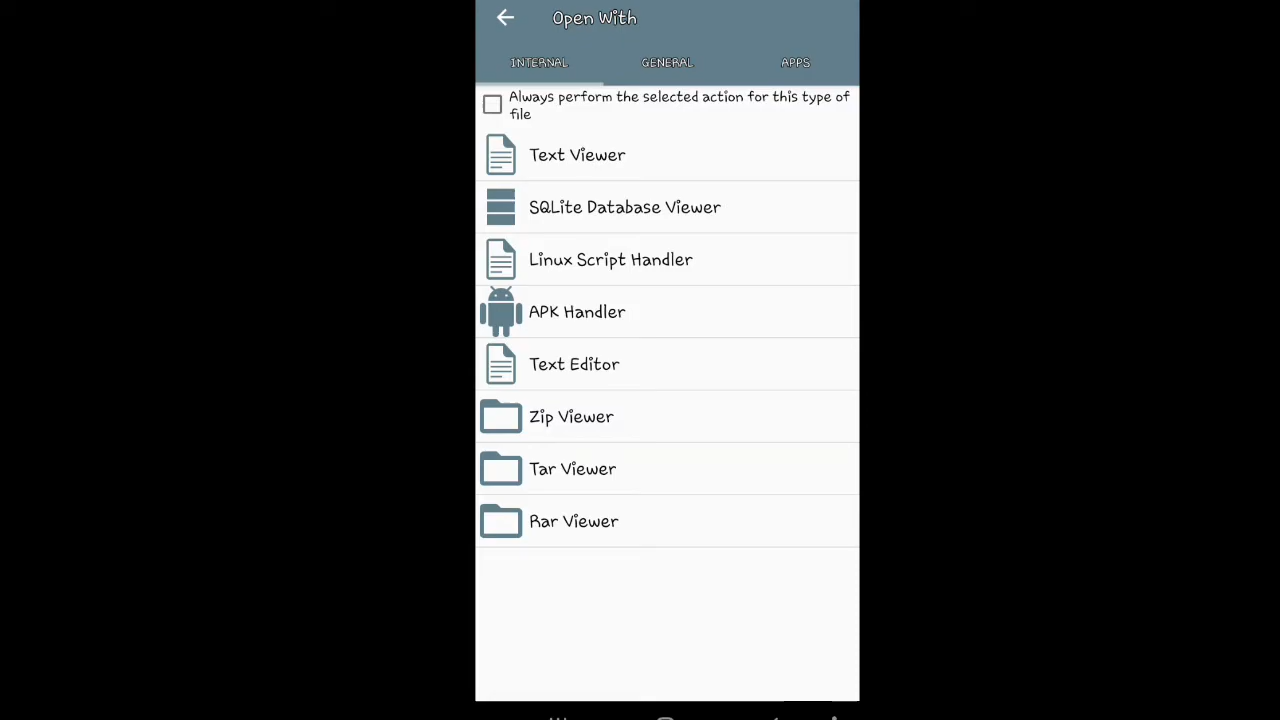 Open With
INTERNAL
GENERAL
APPS
Always perform the selected action for this type of
file
Text Viewer
SQLite Database Viewer
Linux Script Handler
APK Handler
Text Editor
Zip Viewer
Tar Viewer
Rar Viewer